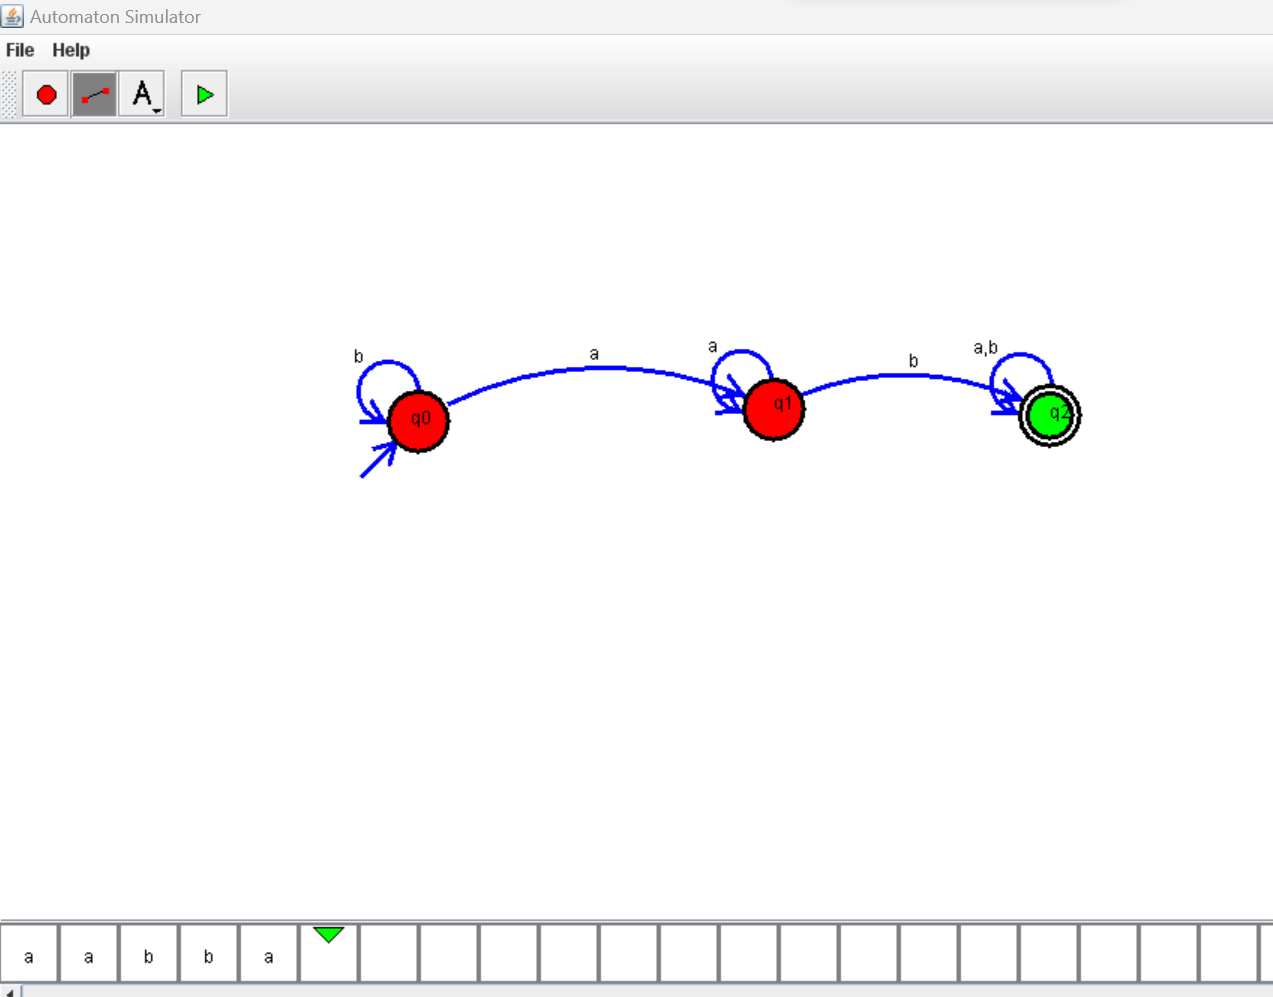 Automaton Simulator
File Help
A
b
a
a
b
a,b
q0
q1
q2
a a b b a